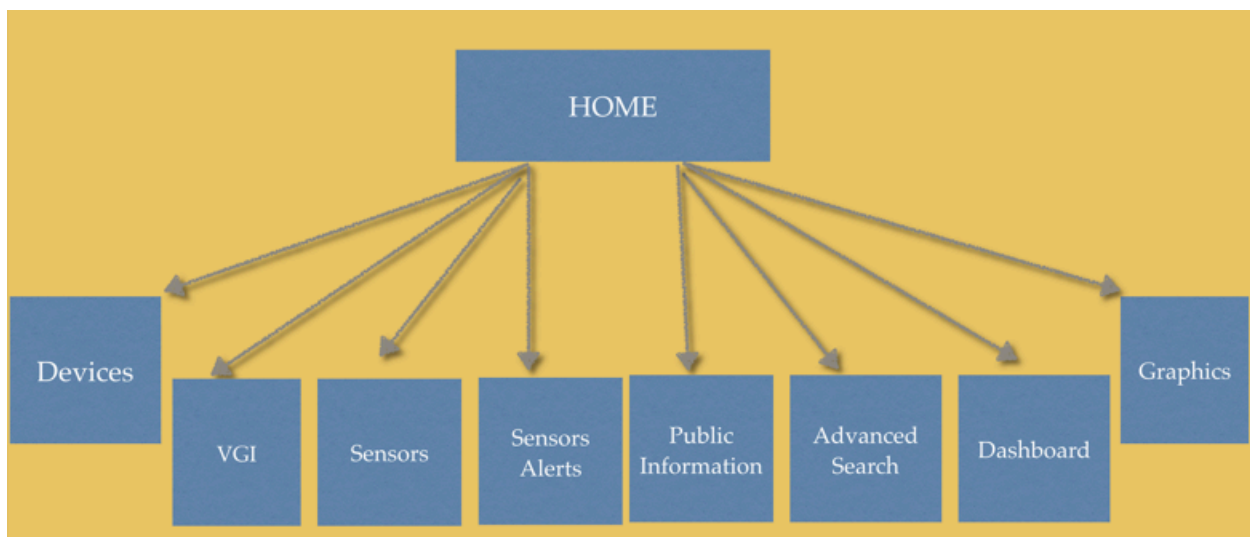 HOME
Devices
VGI
Sensors
Sensors
Alerts
Public
Information
Advanced
Search
Dashboard
Graphics